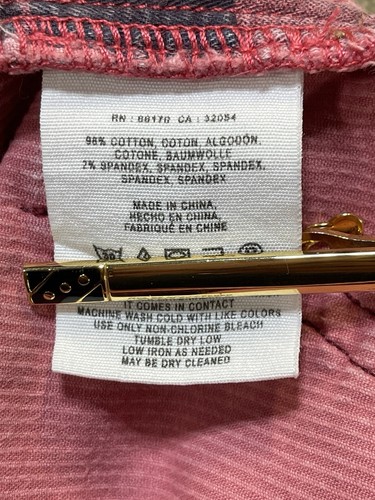 RN : 66170 CA : 32054
98% COTTON, COTON, ALGODÓN,
COTONE, BAUMWOLLE
2% SPANDEX, SPANDEX, SPANDEX,
SPANDEX, SPANDEX
MADE IN CHINA,
HECHO EN CHINA,
FABRIQUÉ EN CHINE
IT COMES IN CONTACT
MACHINE WASH COLD WITH LIKE COLORS
USE ONLY NON-CHLORINE BLEACH
TUMBLE DRY LOW
LOW IRON AS NEEDED
MAY BE DRY CLEANED